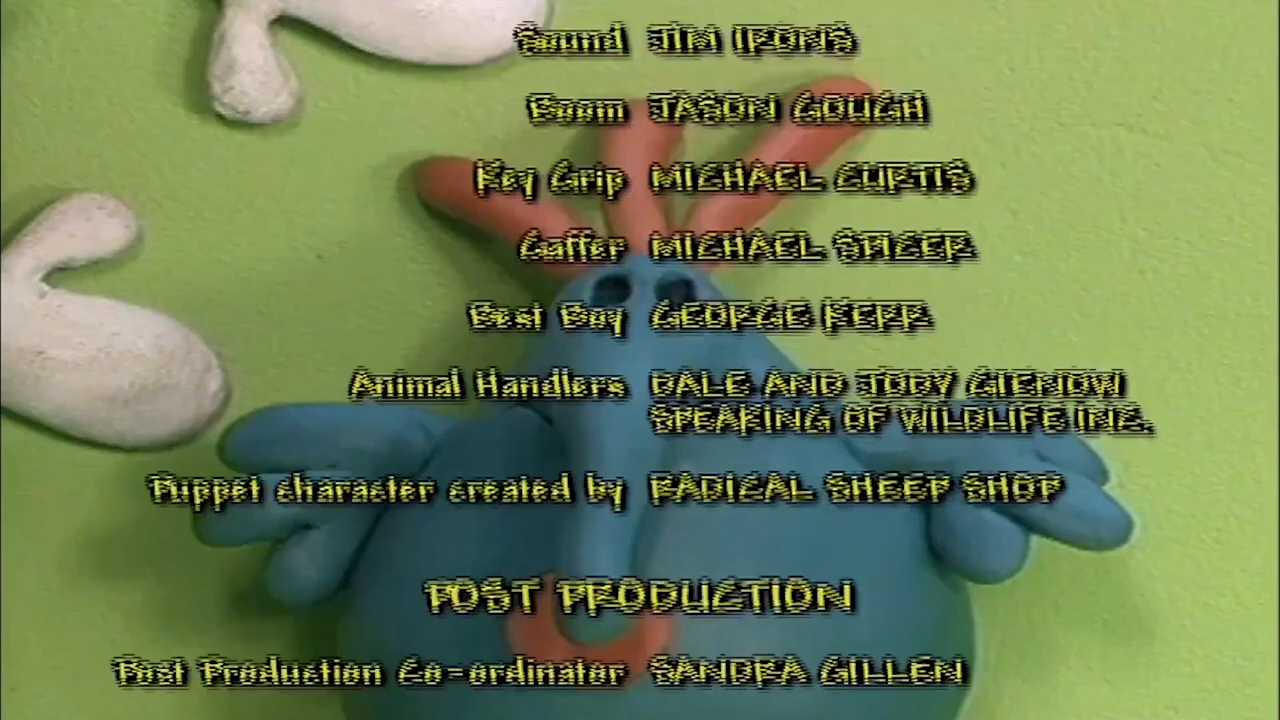 Sound JIM IRONS
Boom JASON GOUGH
Key Grip MICHAEL CURTIS
Gaffer MICHAEL SPICER
Best Boy GEORGE KERR
Animal Handlers DALE AND JODY GIENOW
SPEAKING OF WILDLIFE INC.
Puppet character created by RADICAL SHEEP SHOP
POST PRODUCTION
Post Production Co-ordinator SANDRA GILLEN